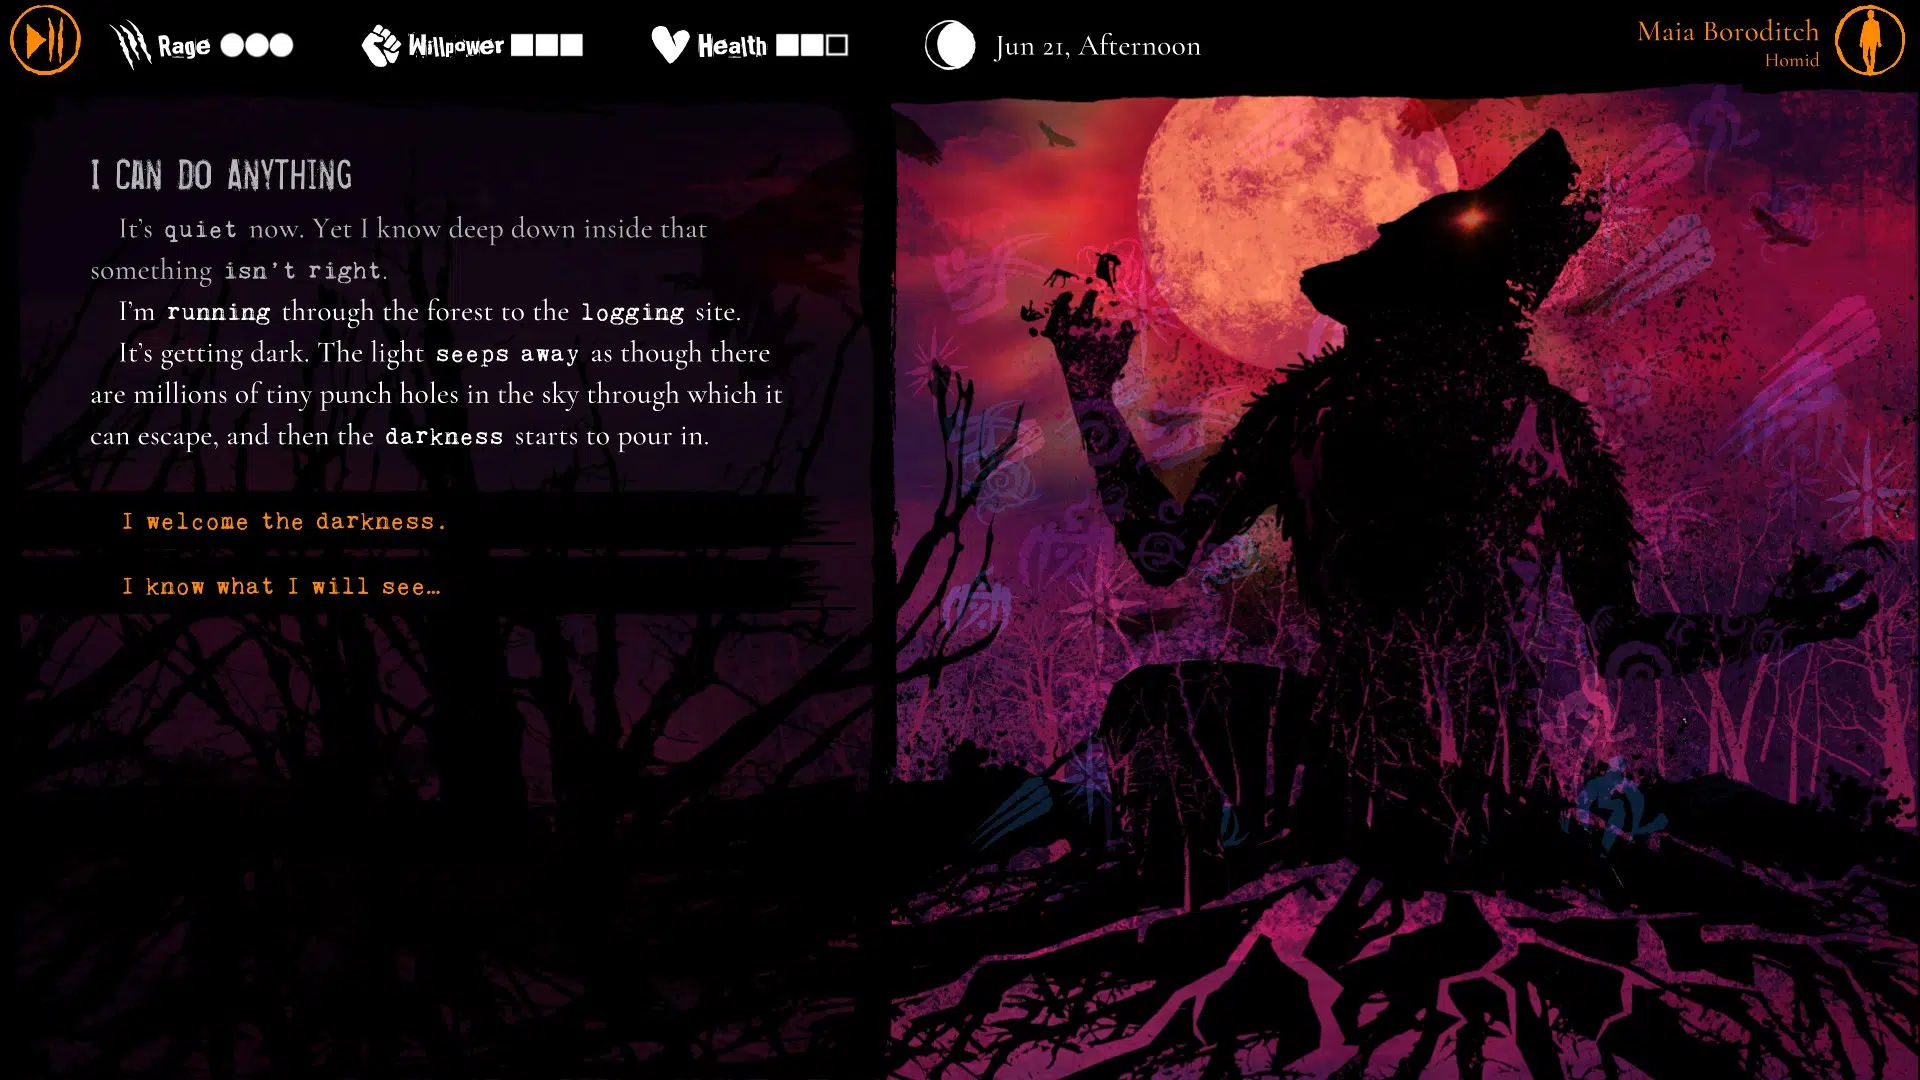 Rage
Willpower
Health
Jun 21, Afternoon
Maia Boroditch
Homid
I CAN DO ANYTHING
It’s quiet now. Yet I know deep down inside that
something isn’t right.
I’m running through the forest to the logging site.
It’s getting dark. The light seeps away as though there
are millions of tiny punch holes in the sky through which it
can escape, and then the darkness starts to pour in.
I welcome the darkness.
I know what I will see…